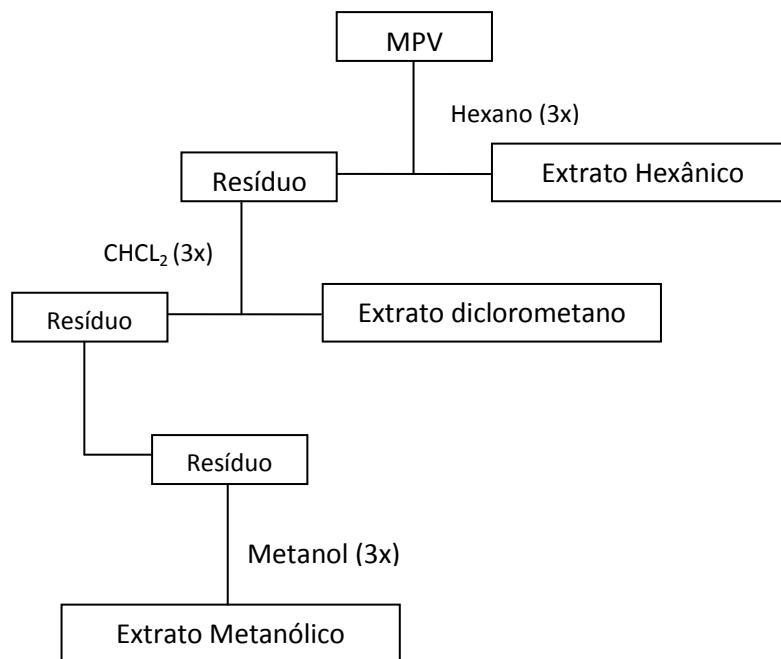 MPV
Hexano (3x)
Resíduo
Extrato Hexânico
CHCL₂ (3x)
Resíduo
Extrato diclorometano
Resíduo
Metanol (3x)
Extrato Metanólico